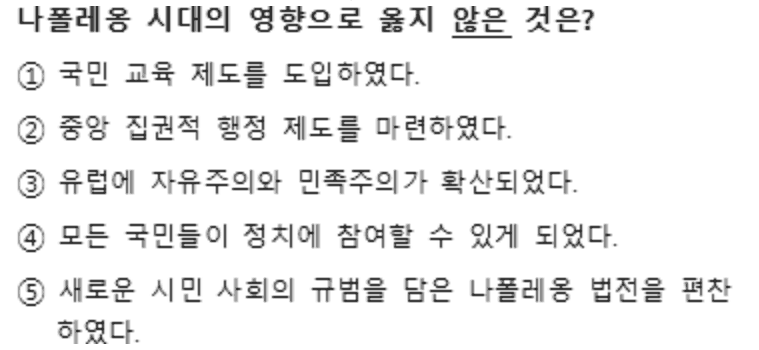 나폴레옹 시대의 영향으로 옳지 않은 것은?
① 국민 교육 제도를 도입하였다.
② 중앙 집권적 행정 제도를 마련하였다.
③ 유럽에 자유주의와 민족주의가 확산되었다.
④ 모든 국민들이 정치에 참여할 수 있게 되었다.
⑤ 새로운 시민 사회의 규범을 담은 나폴레옹 법전을 편찬
하였다.